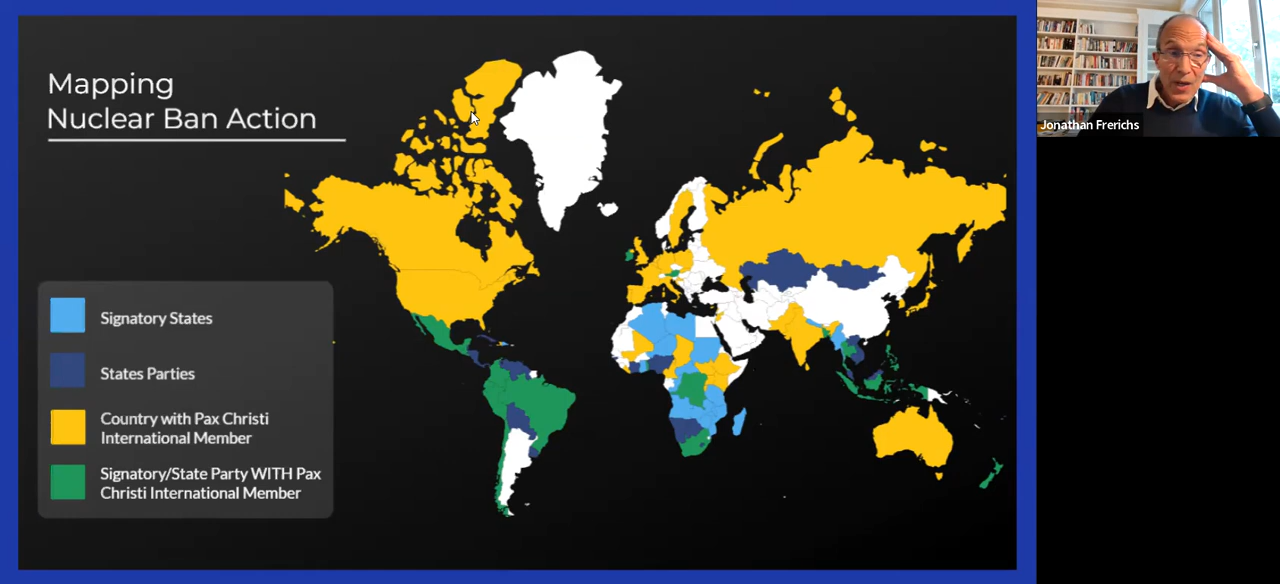 Mapping
Nuclear Ban Action
Signatory States
States Parties
Country with Pax Christi
International Member
Signatory/State Party WITH Pax
Christi International Member
Jonathan Frerichs